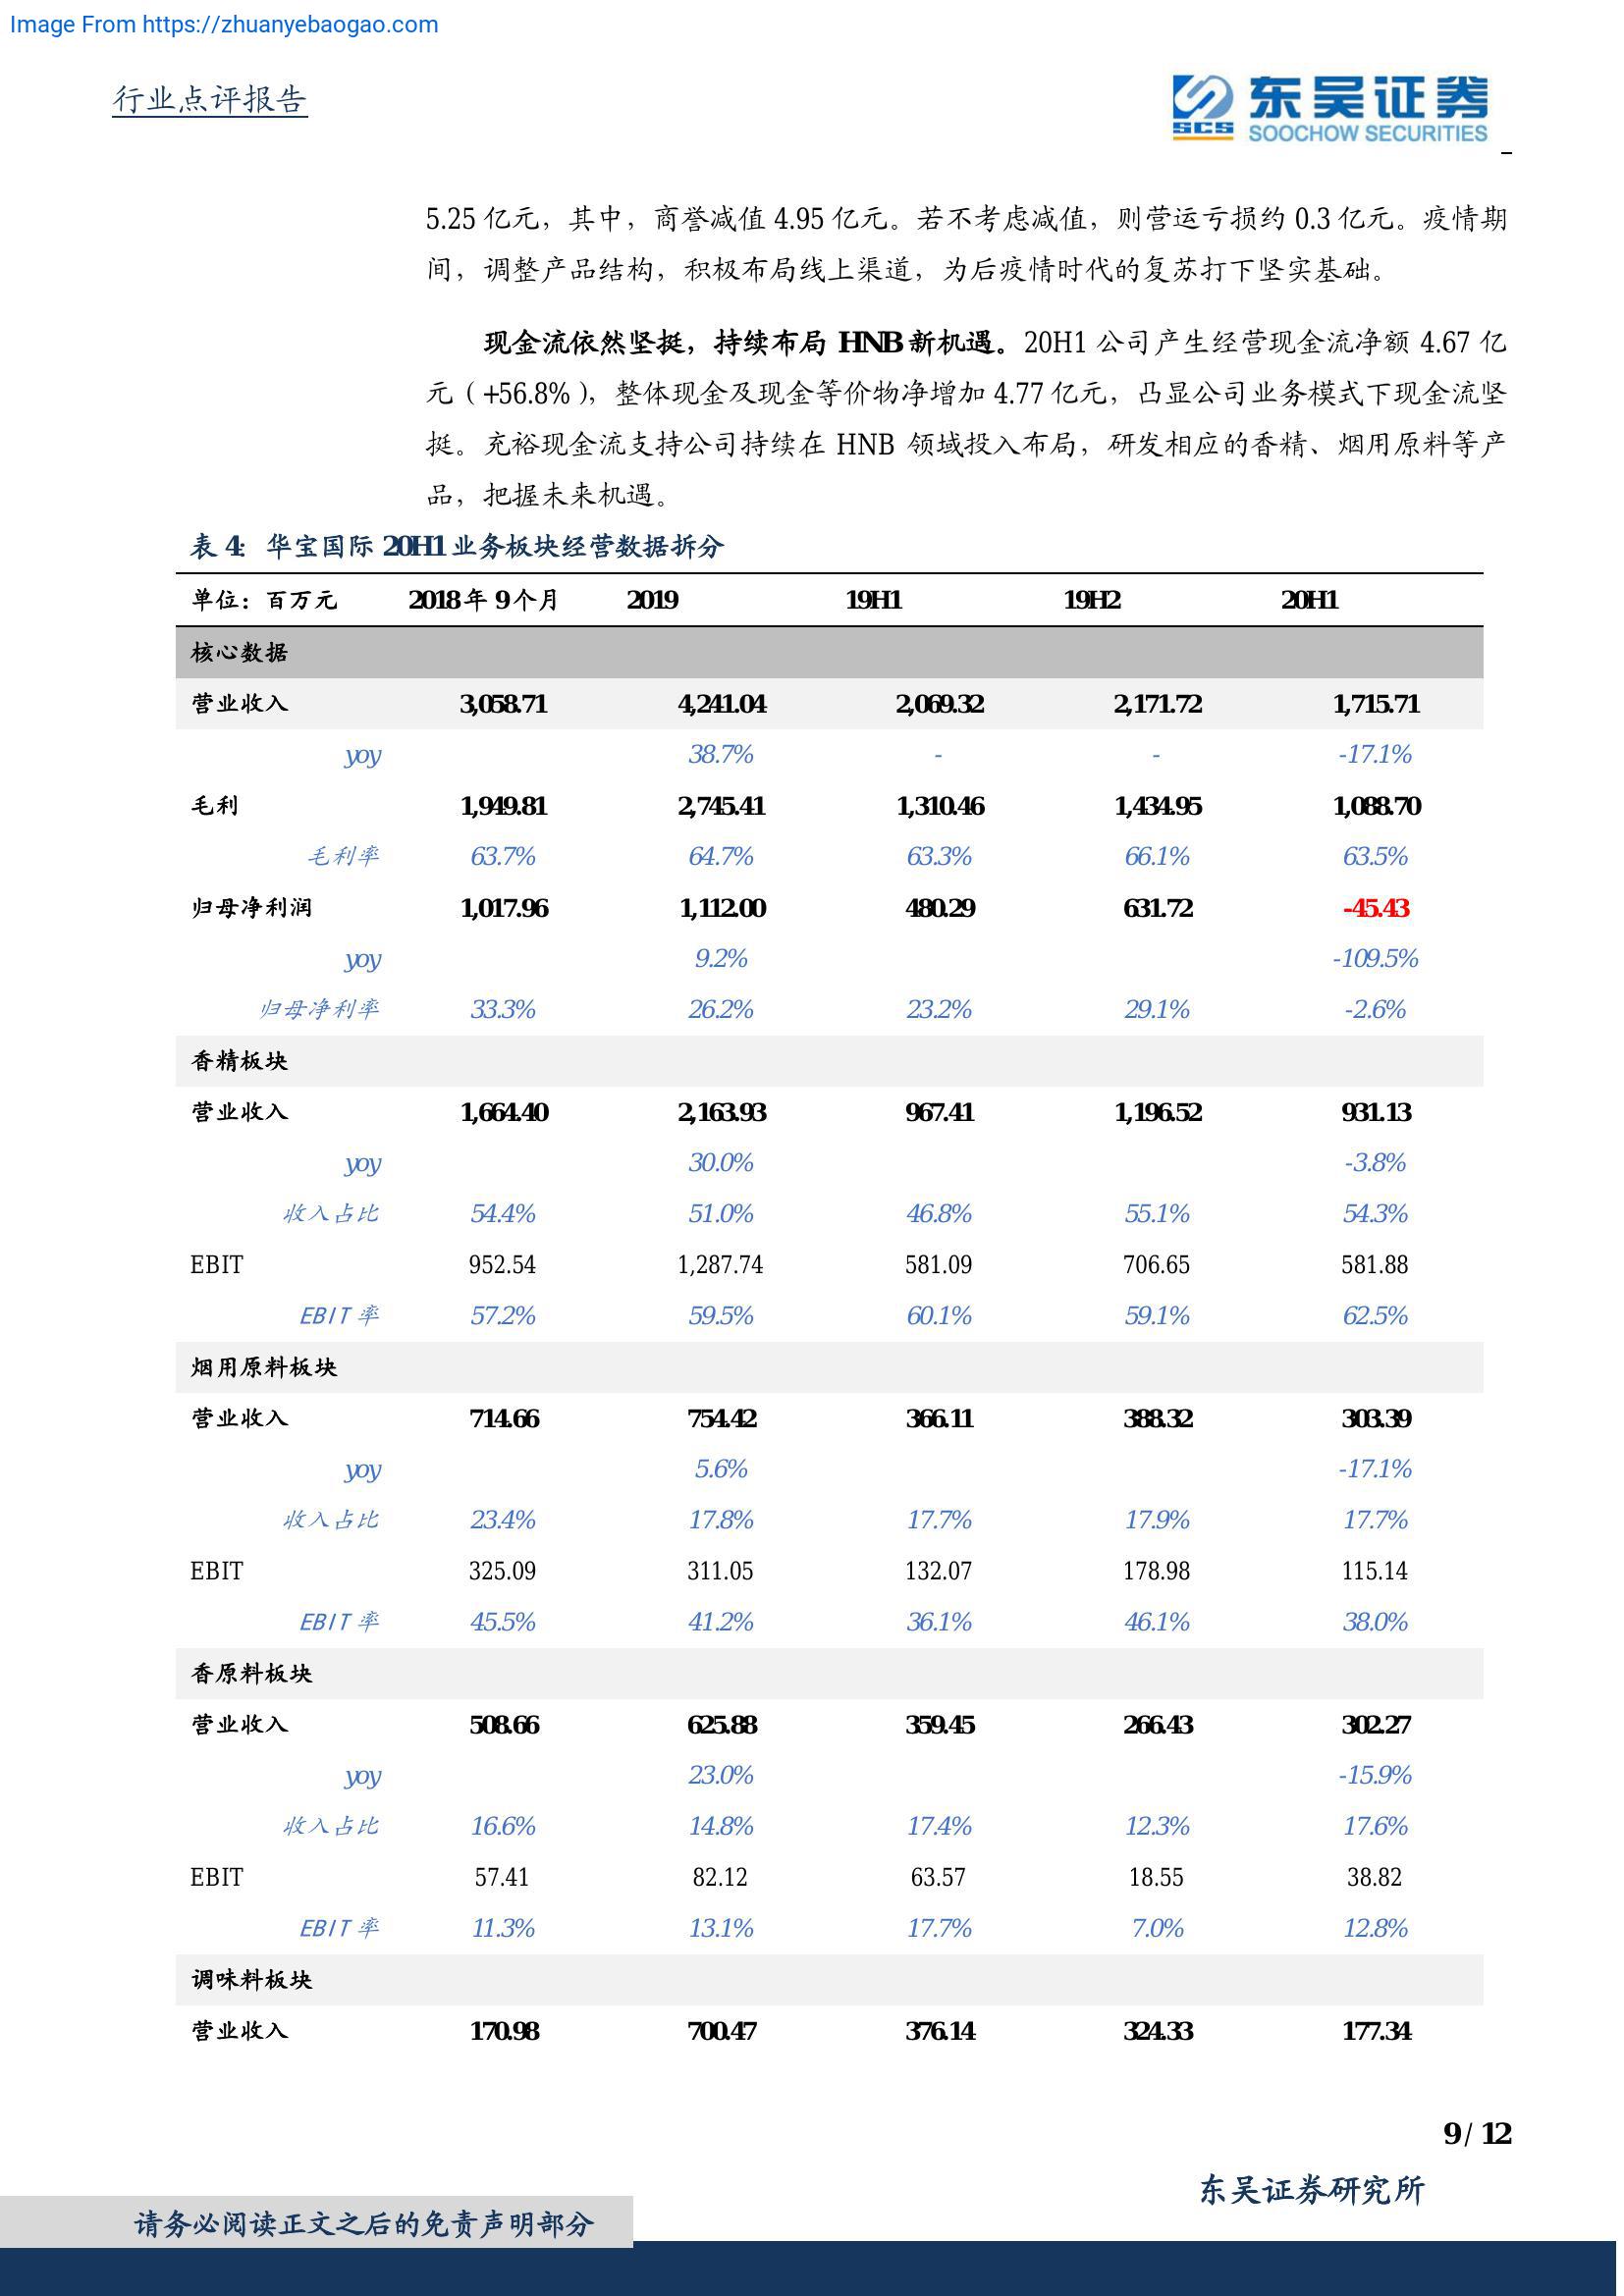 Image From https://zhuanyebaogao.com
行业点评报告
东吴证券
SCS SOOCHOW SECURITIES
5.25 亿元，其中，商誉减值 4.95 亿元。若不考虑减值，则营运亏损约 0.3 亿元。疫情期
间，调整产品结构，积极布局线上渠道，为后疫情时代的复苏打下坚实基础。
现金流依然坚挺，持续布局 HNB 新机遇。20H1 公司产生经营现金流净额 4.67 亿
元（+56.8%），整体现金及现金等价物净增加 4.77 亿元，凸显公司业务模式下现金流坚
挺。充裕现金流支持公司持续在 HNB 领域投入布局，研发相应的香精、烟用原料等产
品，把握未来机遇。
表 4: 华宝国际 20H1 业务板块经营数据拆分
单位：百万元 2018 年 9 个月 2019 19H1 19H2 20H1
核心数据
营业收入 3,058.71 4,241.04 2,069.32 2,171.72 1,715.71
yoy 38.7% - - -17.1%
毛利 1,949.81 2,745.41 1,310.46 1,434.95 1,088.70
毛利率 63.7% 64.7% 63.3% 66.1% 63.5%
归母净利润 1,017.96 1,112.00 480.29 631.72 -45.43
yoy 9.2% -109.5%
归母净利率 33.3% 26.2% 23.2% 29.1% -2.6%
香精板块
营业收入 1,664.40 2,163.93 967.41 1,196.52 931.13
yoy 30.0% -3.8%
收入占比 54.4% 51.0% 46.8% 55.1% 54.3%
EBIT 952.54 1,287.74 581.09 706.65 581.88
EBIT 率 57.2% 59.5% 60.1% 59.1% 62.5%
烟用原料板块
营业收入 714.66 754.42 366.11 388.32 303.39
yoy 5.6% -17.1%
收入占比 23.4% 17.8% 17.7% 17.9% 17.7%
EBIT 325.09 311.05 132.07 178.98 115.14
EBIT 率 45.5% 41.2% 36.1% 46.1% 38.0%
香原料板块
营业收入 508.66 625.88 359.45 266.43 302.27
yoy 23.0% -15.9%
收入占比 16.6% 14.8% 17.4% 12.3% 17.6%
EBIT 57.41 82.12 63.57 18.55 38.82
EBIT 率 11.3% 13.1% 17.7% 7.0% 12.8%
调味料板块
营业收入 170.98 700.47 376.14 324.33 177.34
9 / 12
东吴证券研究所
请务必阅读正文之后的免责声明部分